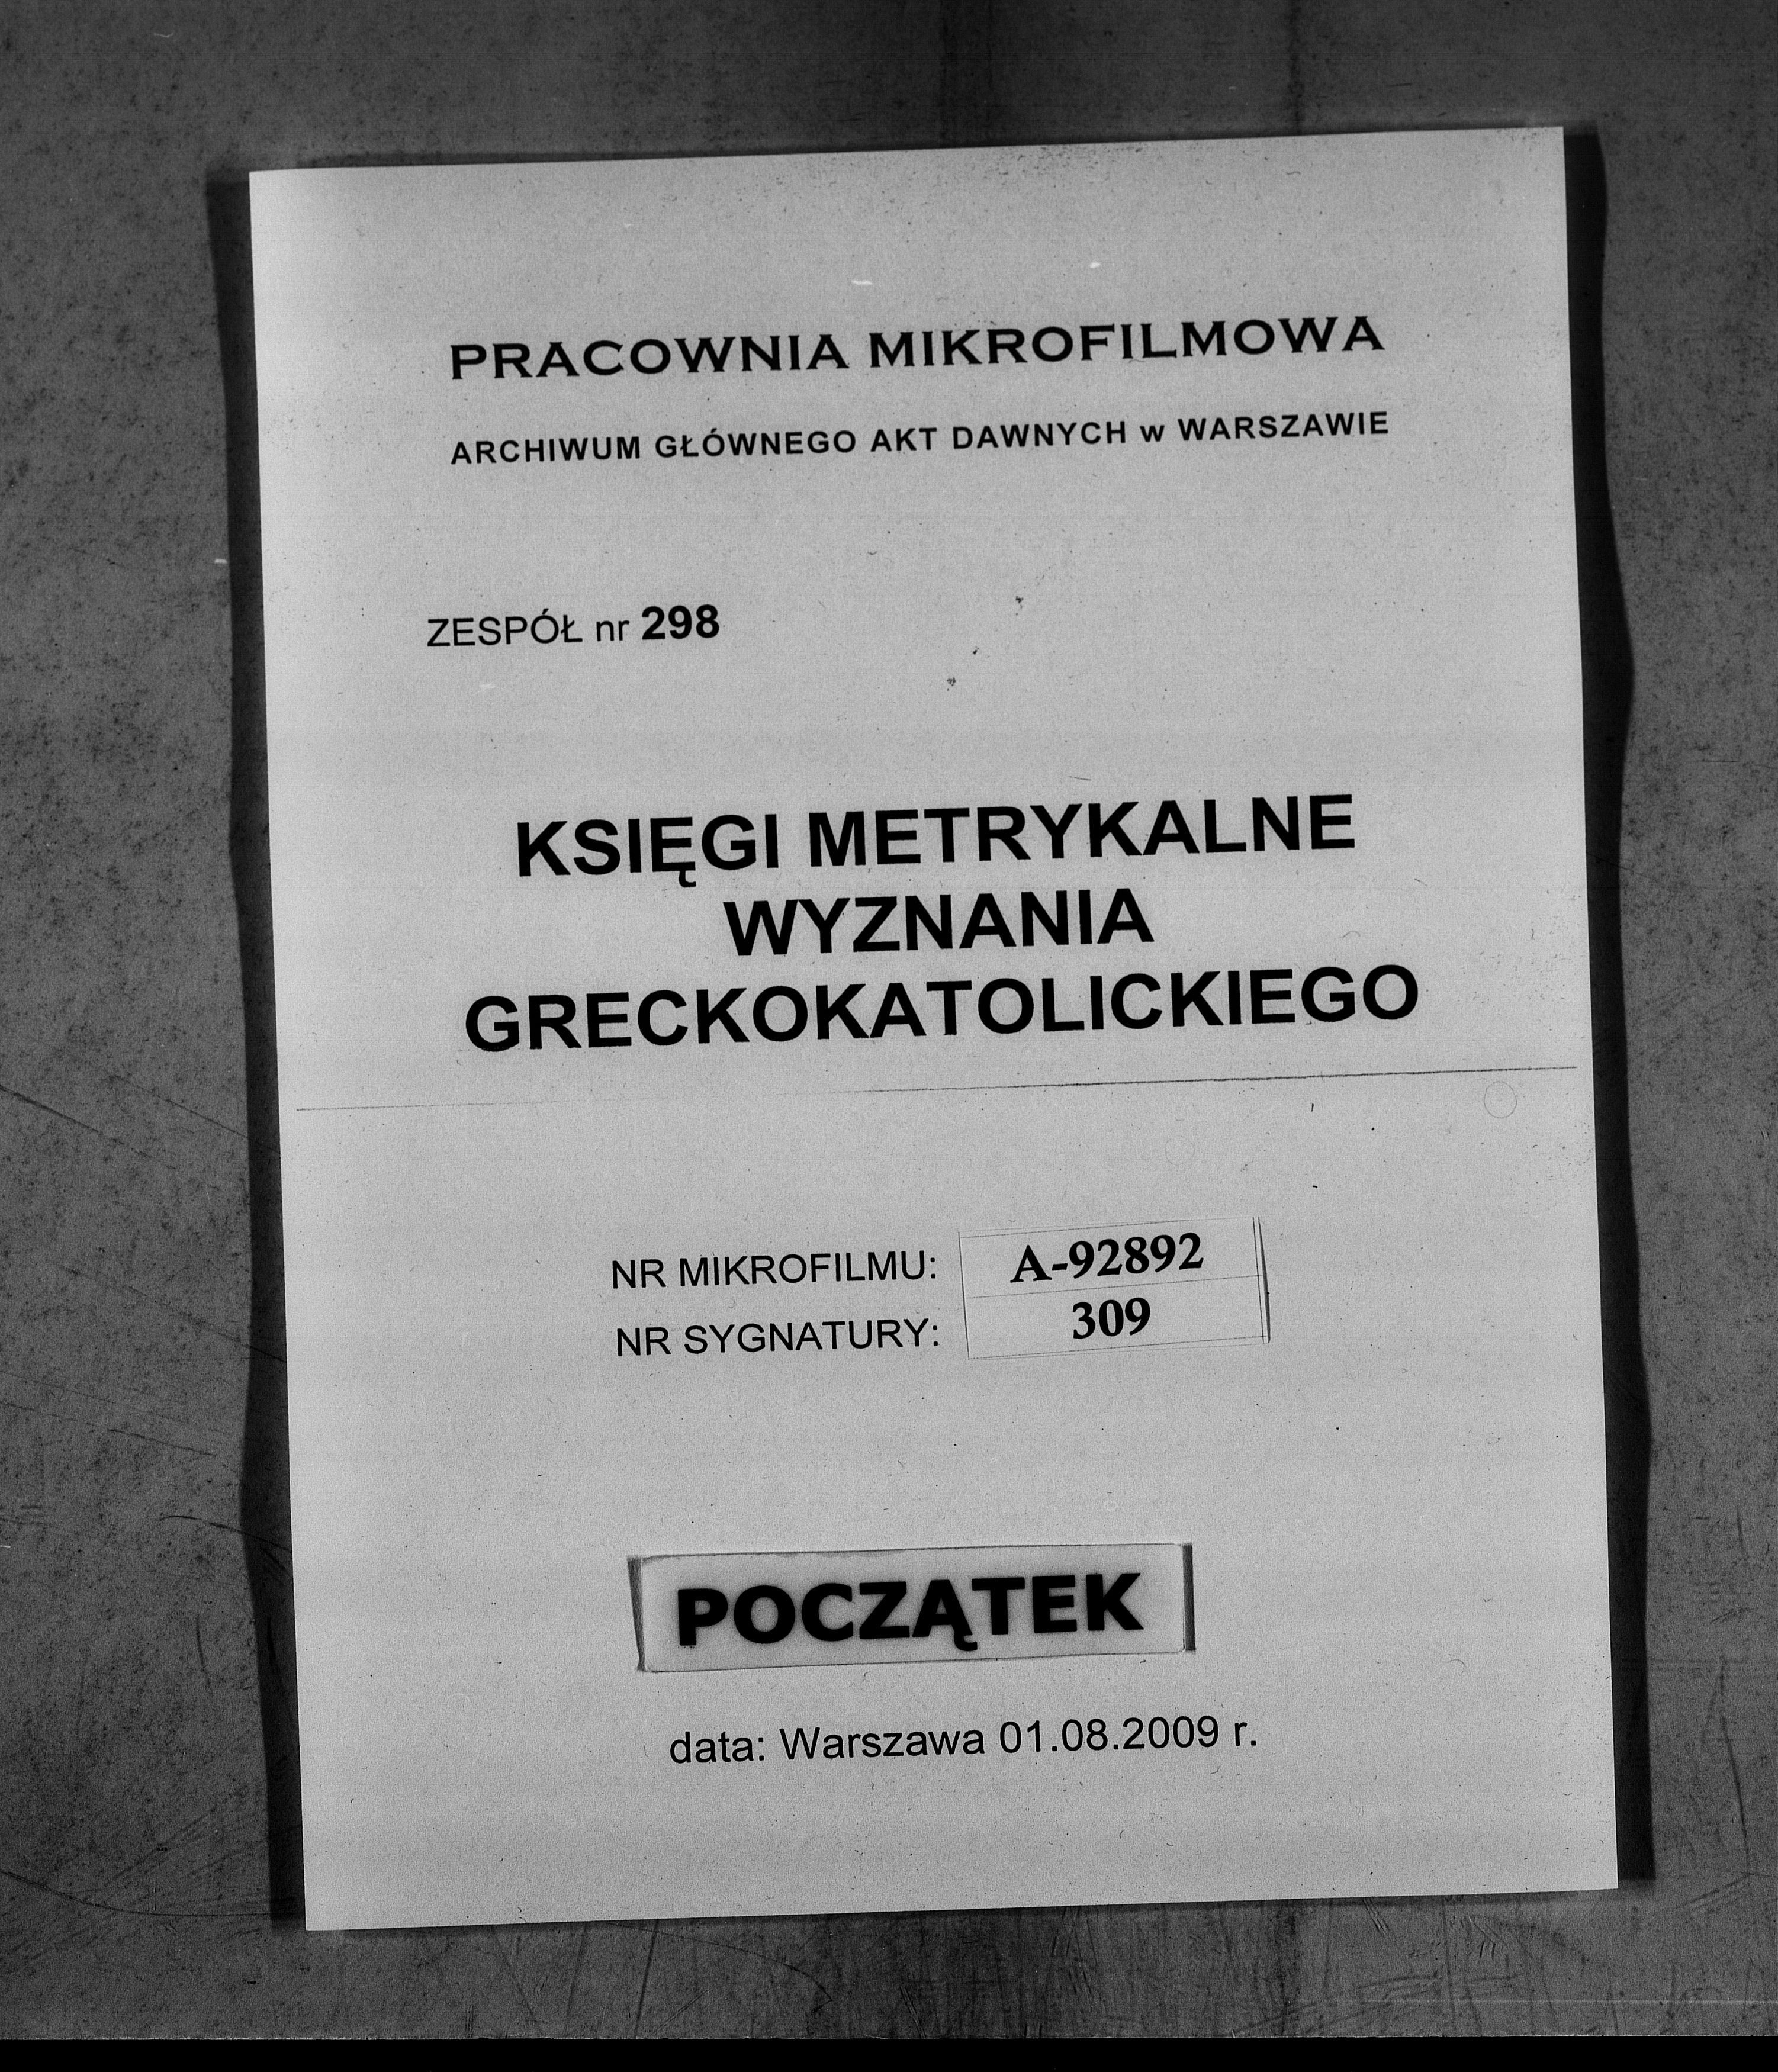 PRACOWNIA MIKROFILMOWA
ARCHIWUM GŁÓWNEGO AKT DAWNYCH w WARSZAWIE
ZESPÓŁ nr 298
KSIĘGI METRYKALNE
WYZNANIA
GRECKOKATOLICKIEGO
NR MIKROFILMU: A-92892
NR SYGNATURY: 309
POCZĄTEK
data: Warszawa 01.08.2009 r.